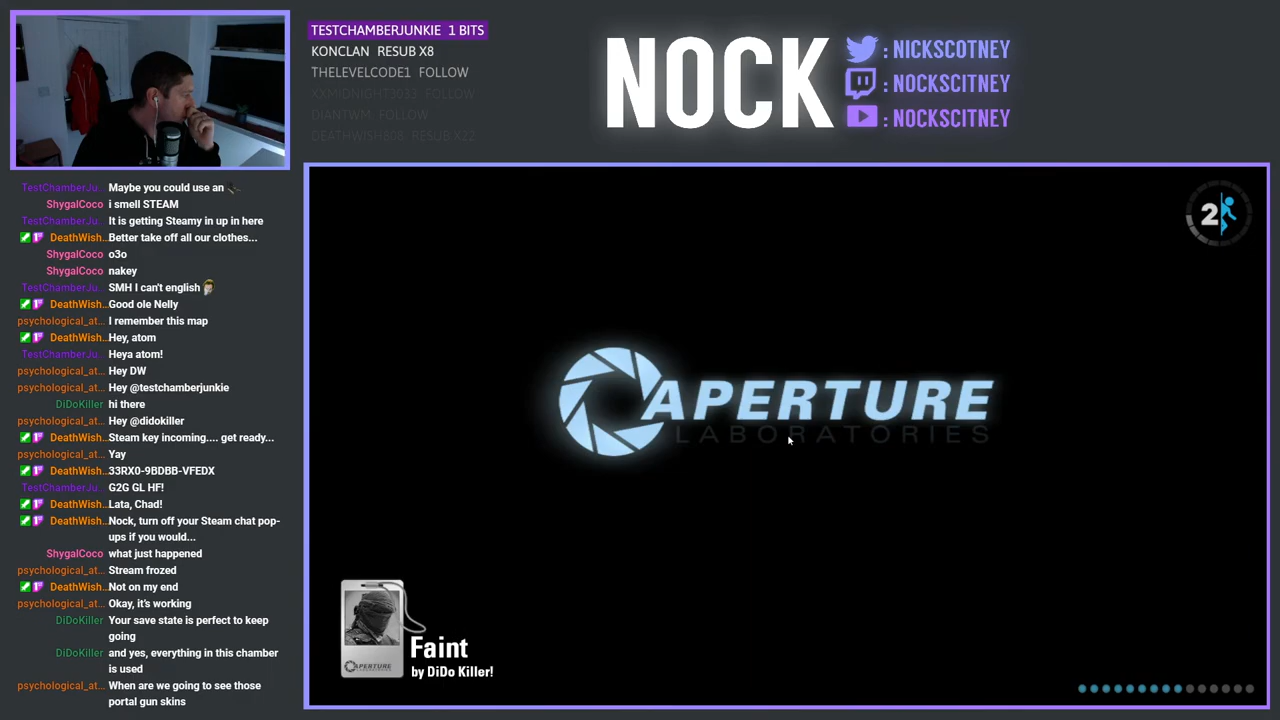 TESTCHAMBERJUNKIE 1 BITS
KONCLAN RESUB X8
THELEVELCODE1 FOLLOW
XXMIDNIGHT0033 FOLLOW
DIANTWM FOLLOW
DEATHWISH808 RESUB X22
NOCK
: NICKSCOTNEY
: NOCKSCITNEY
: NOCKSCITNEY
TestChamberJu... Maybe you could use an
ShygalCoco i smell STEAM
TestChamberJu... It is getting Steamy in up in here
DeathWish... Better take off all our clothes...
ShygalCoco o3o
ShygalCoco nakey
TestChamberJu... SMH I can't english
DeathWish... Good ole Nelly
psychological_at... I remember this map
DeathWish... Hey, atom
TestChamberJu... Heya atom!
psychological_at... Hey DW
psychological_at... Hey @testchamberjunkie
DiDoKiller hi there
psychological_at... Hey @didokiller
DeathWish... Steam key incoming.... get ready...
psychological_at... Yay
DeathWish... 33RX0-9BDBB-VFEDX
TestChamberJu... G2G GL HF!
DeathWish... Lata, Chad!
DeathWish... Nock, turn off your Steam chat pop-
ups if you would...
ShygalCoco what just happened
psychological_at... Stream frozed
DeathWish... Not on my end
psychological_at... Okay, it's working
DiDoKiller Your save state is perfect to keep
going
DiDoKiller and yes, everything in this chamber
is used
psychological_at... When are we going to see those
portal gun skins
2
APERTURE
LABORATORIES
APERTURE
Faint
by DiDo Killer!